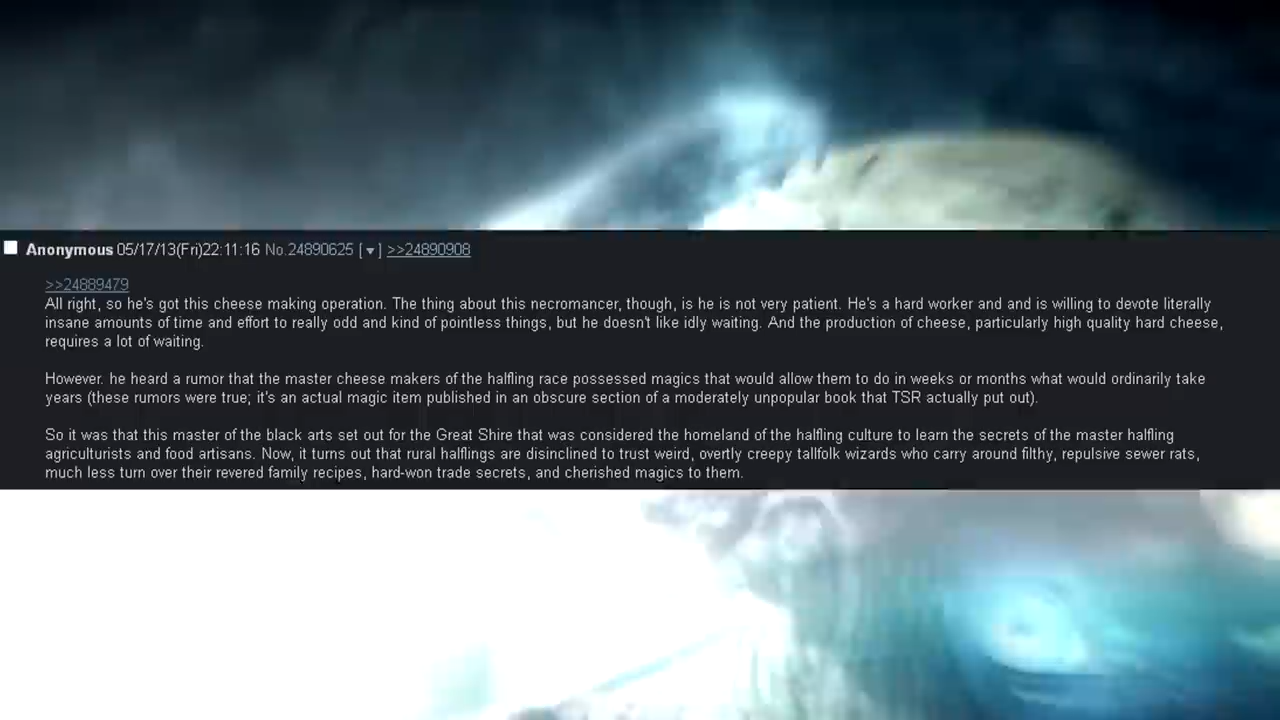 Anonymous 05/17/13(Fri)22:11:16 No.24890625 [▼] >>24890908
>>24889479
All right, so he's got this cheese making operation. The thing about this necromancer, though, is he is not very patient. He's a hard worker and and is willing to devote literally
insane amounts of time and effort to really odd and kind of pointless things, but he doesn't like idly waiting. And the production of cheese, particularly high quality hard cheese,
requires a lot of waiting.
However. he heard a rumor that the master cheese makers of the halfling race possessed magics that would allow them to do in weeks or months what would ordinarily take
years (these rumors were true; it's an actual magic item published in an obscure section of a moderately unpopular book that TSR actually put out).
So it was that this master of the black arts set out for the Great Shire that was considered the homeland of the halfling culture to learn the secrets of the master halfling
agriculturists and food artisans. Now, it turns out that rural halflings are disinclined to trust weird, overtly creepy tallfolk wizards who carry around filthy, repulsive sewer rats,
much less turn over their revered family recipes, hard-won trade secrets, and cherished magics to them.